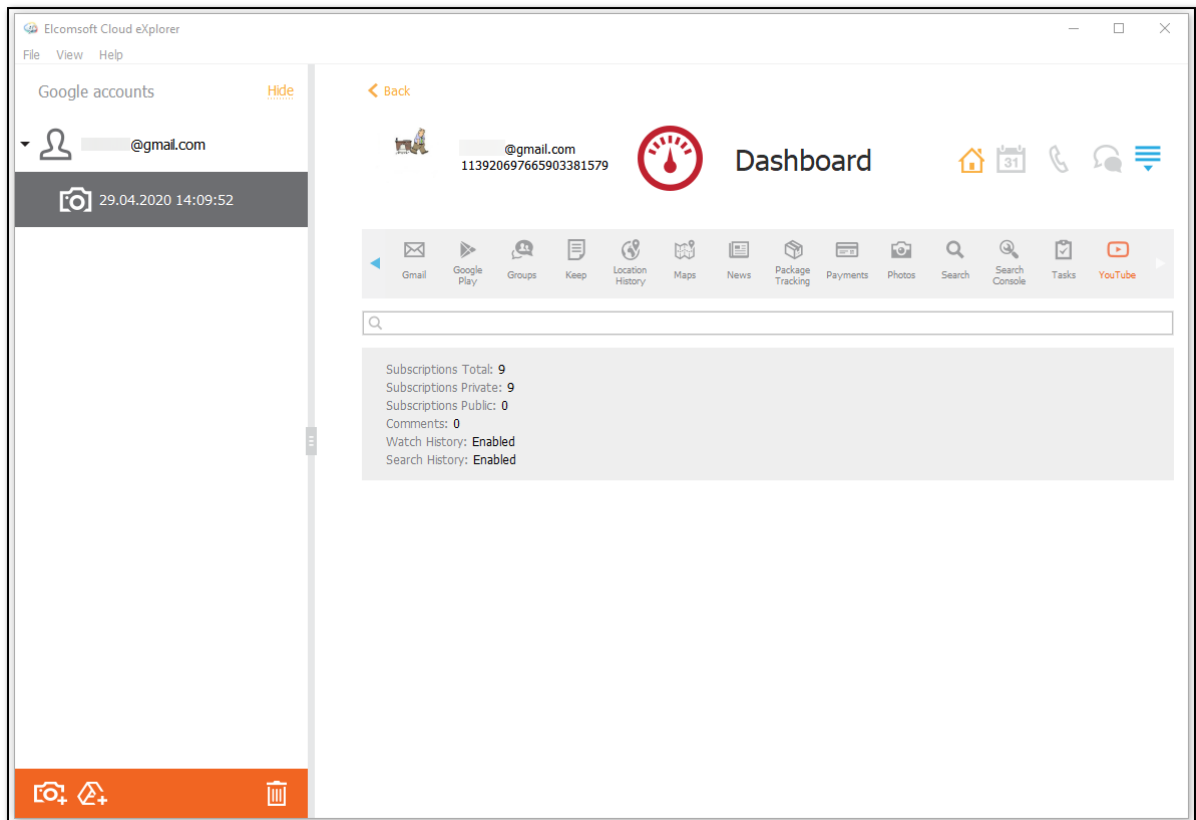 Elcomsoft Cloud eXplorer
File View Help
Google accounts Hide
@gmail.com
29.04.2020 14:09:52
Back
@gmail.com
113920697665903381579
Dashboard
31
Gmail
Google Play
Groups
Keep
Location History
Maps
News
Package Tracking
Payments
Photos
Search
Search Console
Tasks
YouTube
Subscriptions Total: 9
Subscriptions Private: 9
Subscriptions Public: 0
Comments: 0
Watch History: Enabled
Search History: Enabled